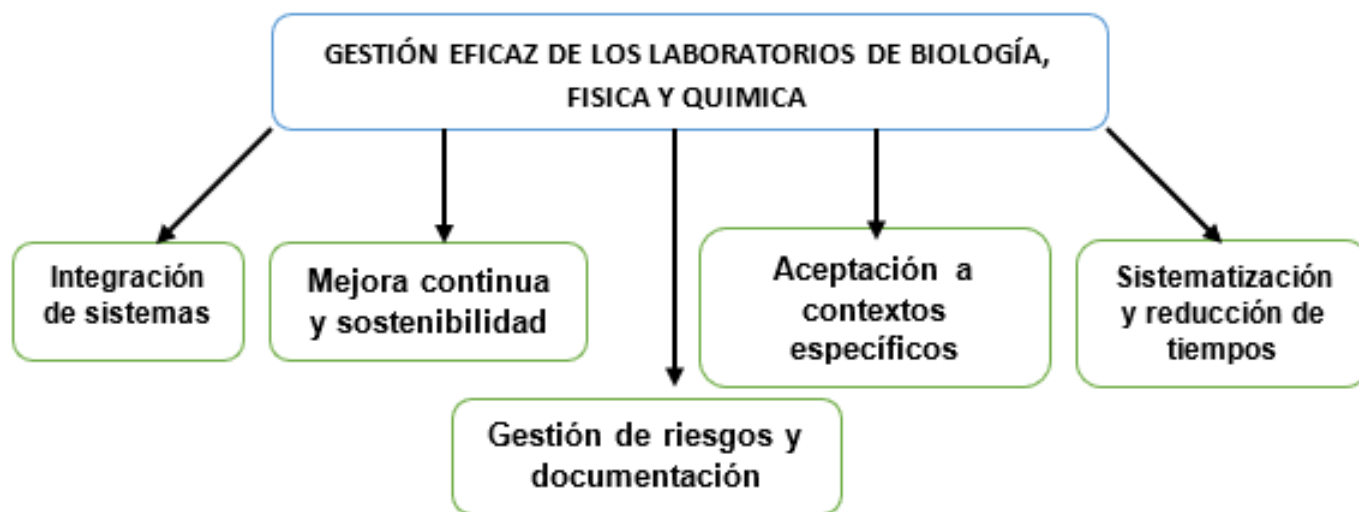 GESTIÓN EFICAZ DE LOS LABORATORIOS DE BIOLOGÍA,
FISICA Y QUIMICA
Integración
de sistemas
Mejora continua
y sostenibilidad
Gestión de riesgos y
documentación
Aceptación a
contextos
específicos
Sistematización
y reducción de
tiempos